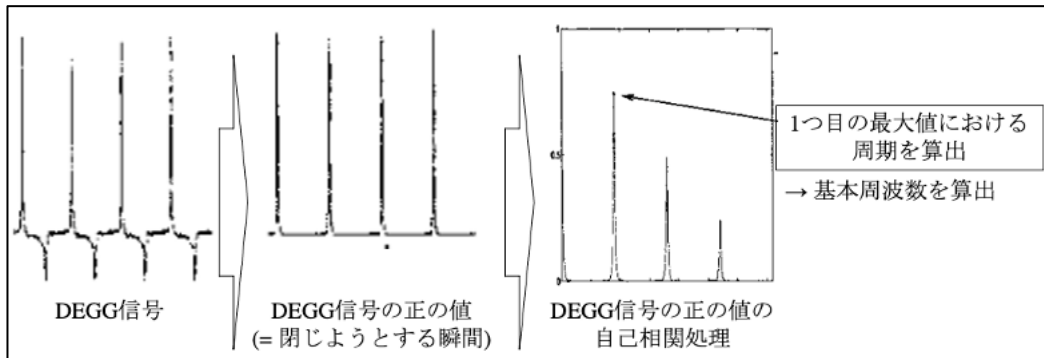 1
0.5
0
1つ目の最大値における
周期を算出
→ 基本周波数を算出
DEGG信号
DEGG信号の正の値
(= 閉じようとする瞬間)
DEGG信号の正の値の
自己相関処理